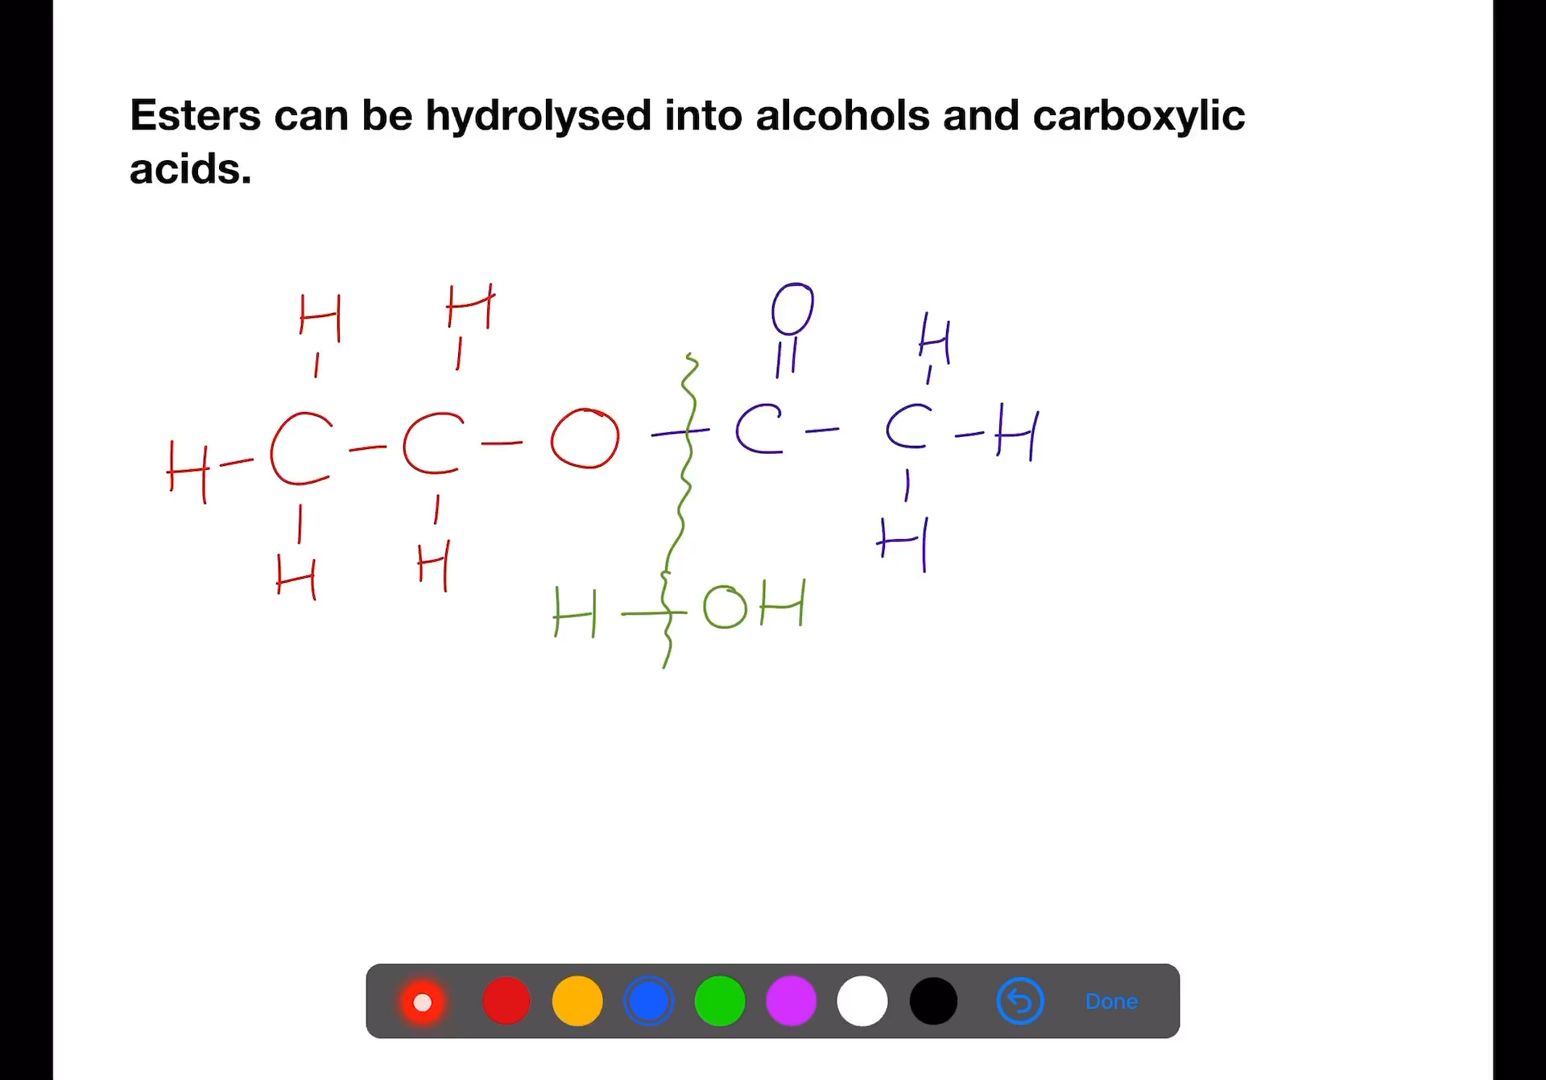 Esters can be hydrolysed into alcohols and carboxylic
acids.
H H O H
H-C-C-O-C-C-H
H H H
H-OH
Done